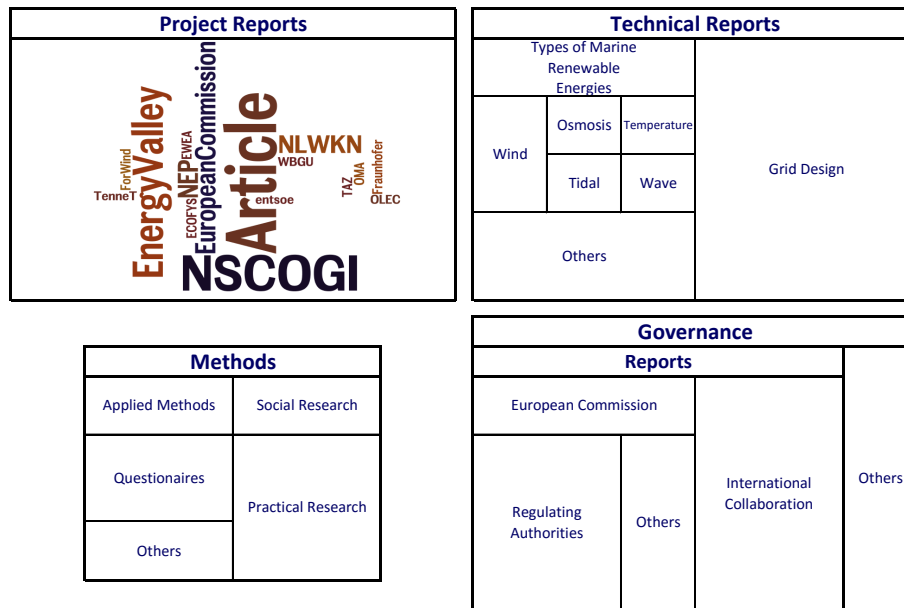 Project Reports
EuropeanCommission
EnergyValley
Article
NEP
EWEA
ECOFYS
ForWind
TenneT
NLWKN
WBGU
entsoe
TAZ
OMA
Fraunhofer
OLEC
NSCOGI
Technical Reports
Types of Marine
Renewable
Energies
Wind
Osmosis
Temperature
Tidal
Wave
Others
Grid Design
Methods
Applied Methods
Social Research
Questionaires
Practical Research
Others
Governance
Reports
European Commission
Regulating
Authorities
Others
International
Collaboration
Others